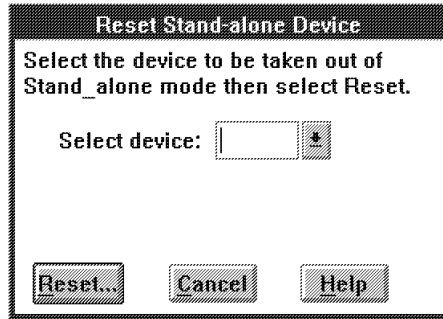 Reset Stand-alone Device
Select the device to be taken out of
Stand_alone mode then select Reset.
Select device:
Reset... Cancel Help